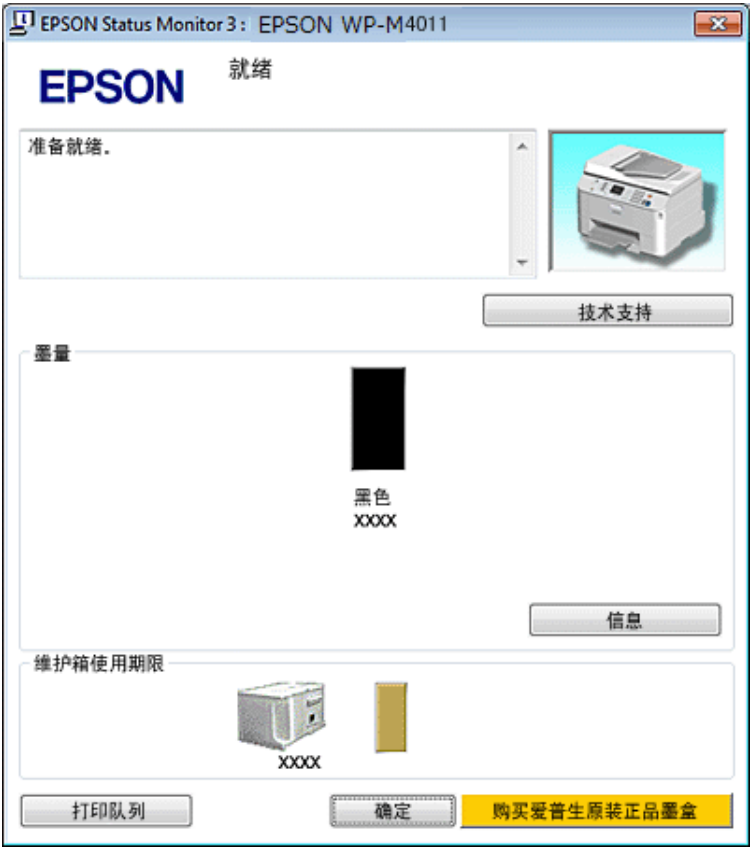 EPSON Status Monitor 3 : EPSON WP-M4011
EPSON
就绪
准备就绪.
技术支持
墨量
黑色
XXXX
信息
维护箱使用期限
XXXX
打印队列
确定
购买爱普生原装正品墨盒